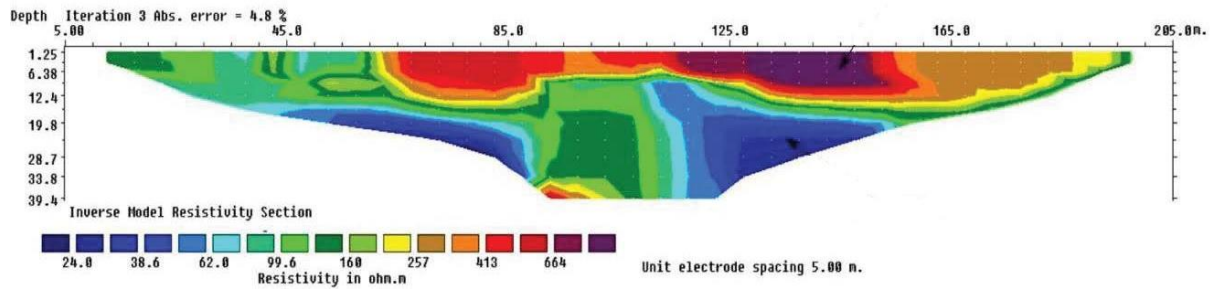 Depth Iteration 3 Abs. error = 4.8 %
5.00 45.0 85.0 125.0 165.0 205.0 m.
1.25
6.38
12.4
19.8
28.7
33.8
39.4
Inverse Model Resistivity Section
24.0 38.6 62.0 99.6 160 257 413 664
Resistivity in ohm.m
Unit electrode spacing 5.00 m.